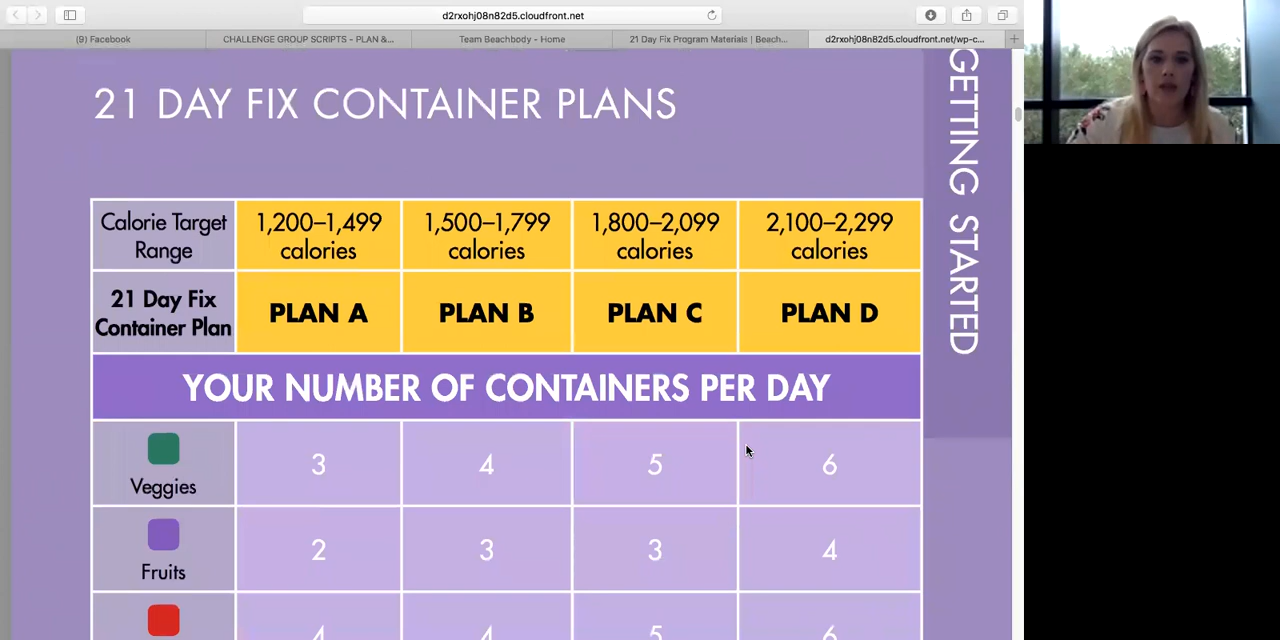 d2rxohj08n82d5.cloudfront.net
(9) Facebook
CHALLENGE GROUP SCRIPTS - PLAN &...
Team Beachbody - Home
21 Day Fix Program Materials | Beach...
d2rxohj08n82d5.cloudfront.net/wp-c...
21 DAY FIX CONTAINER PLANS
GETTING STARTED
Calorie Target
Range
1,200–1,499
calories
1,500–1,799
calories
1,800–2,099
calories
2,100–2,299
calories
21 Day Fix
Container Plan
PLAN A
PLAN B
PLAN C
PLAN D
YOUR NUMBER OF CONTAINERS PER DAY
Veggies
3
4
5
6
Fruits
2
3
3
4
4
4
5
6